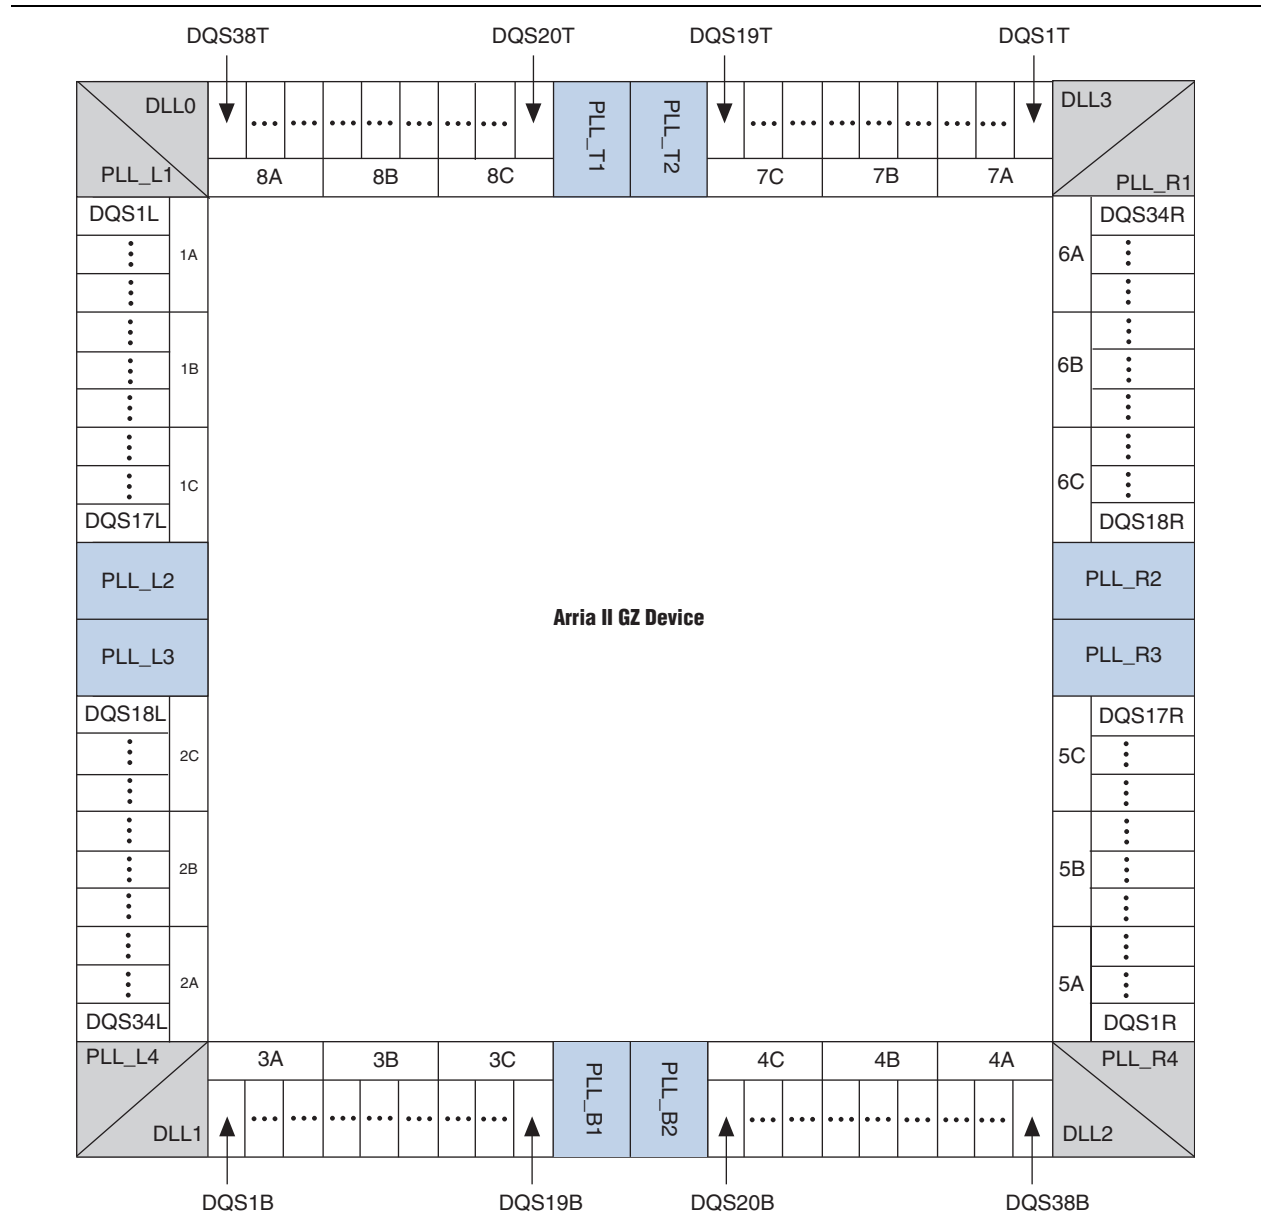 DQS38T DQS20T DQS19T DQS1T
DLL0 PLL_T1 PLL_T2 DLL3
PLL_L1 8A 8B 8C 7C 7B 7A PLL_R1
DQS1L DQS34R
1A 6A
1B 6B
1C 6C
DQS17L DQS18R
PLL_L2 PLL_R2
Arria II GZ Device
PLL_L3 PLL_R3
DQS18L DQS17R
2C 5C
2B 5B
2A 5A
DQS34L DQS1R
PLL_L4 3A 3B 3C PLL_B1 PLL_B2 4C 4B 4A PLL_R4
DLL1 DLL2
DQS1B DQS19B DQS20B DQS38B